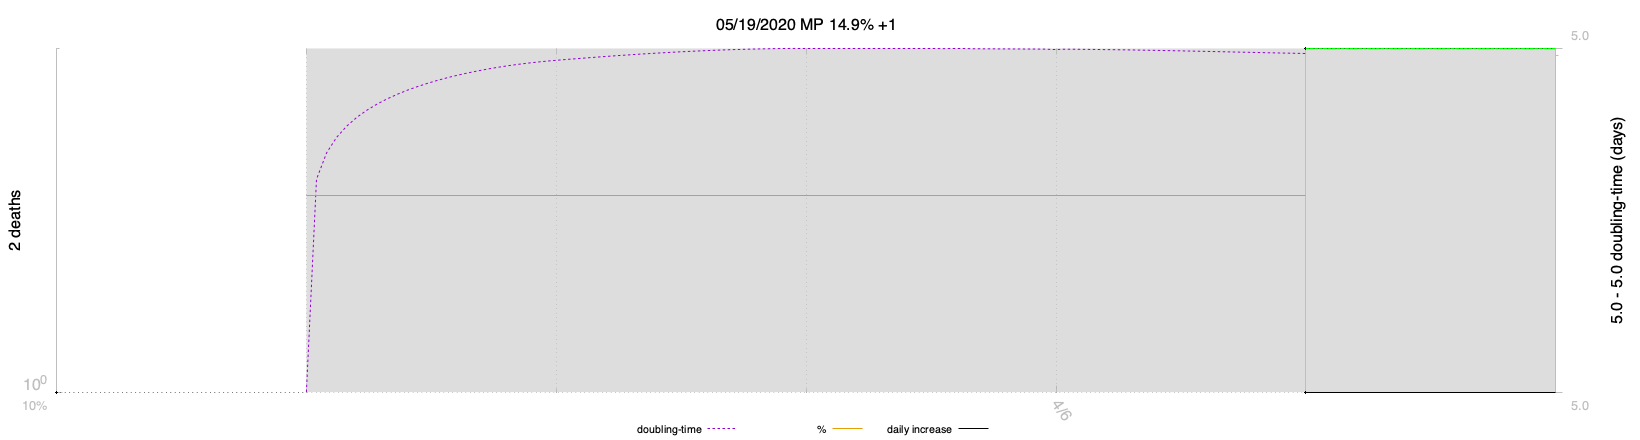 05/19/2020 MP 14.9% +1
5.0
2 deaths
5.0 - 5.0 doubling-time (days)
10⁰
10%
4/6
5.0
doubling-time
%
daily increase